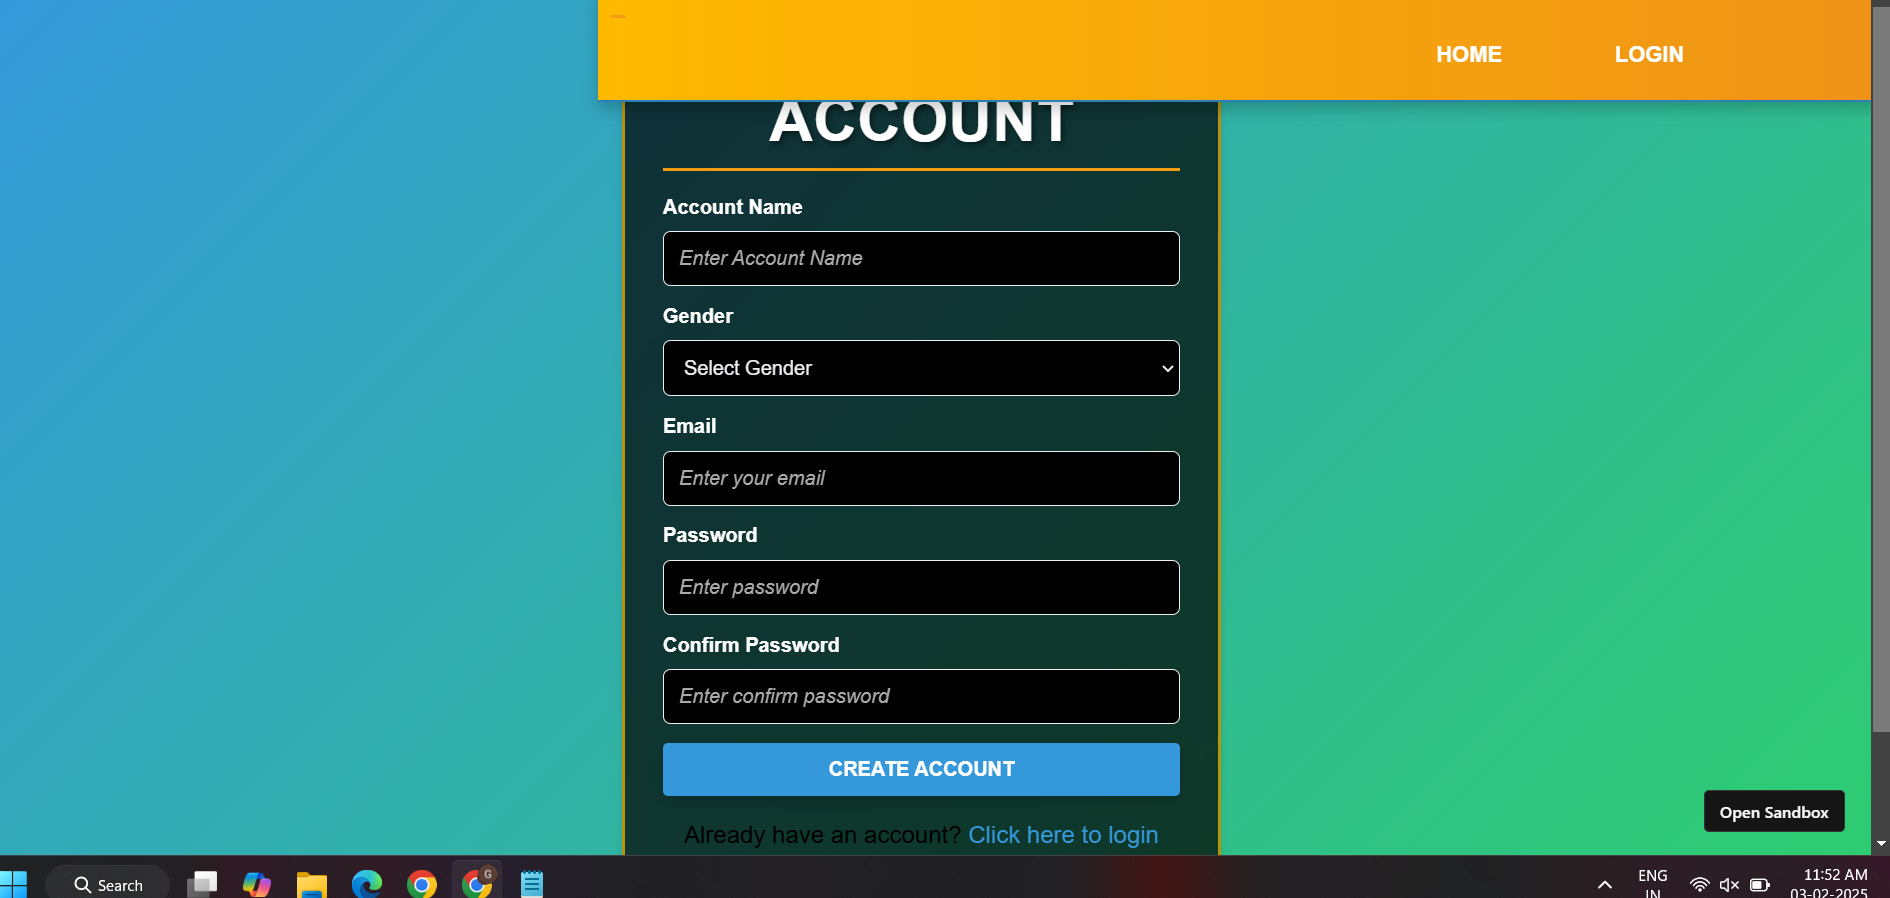 HOME LOGIN
ACCOUNT
Account Name
Enter Account Name
Gender
Select Gender
Email
Enter your email
Password
Enter password
Confirm Password
Enter confirm password
CREATE ACCOUNT
Open Sandbox
Already have an account? Click here to login
Search
G
ENG
IN
11:52 AM
03-02-2025